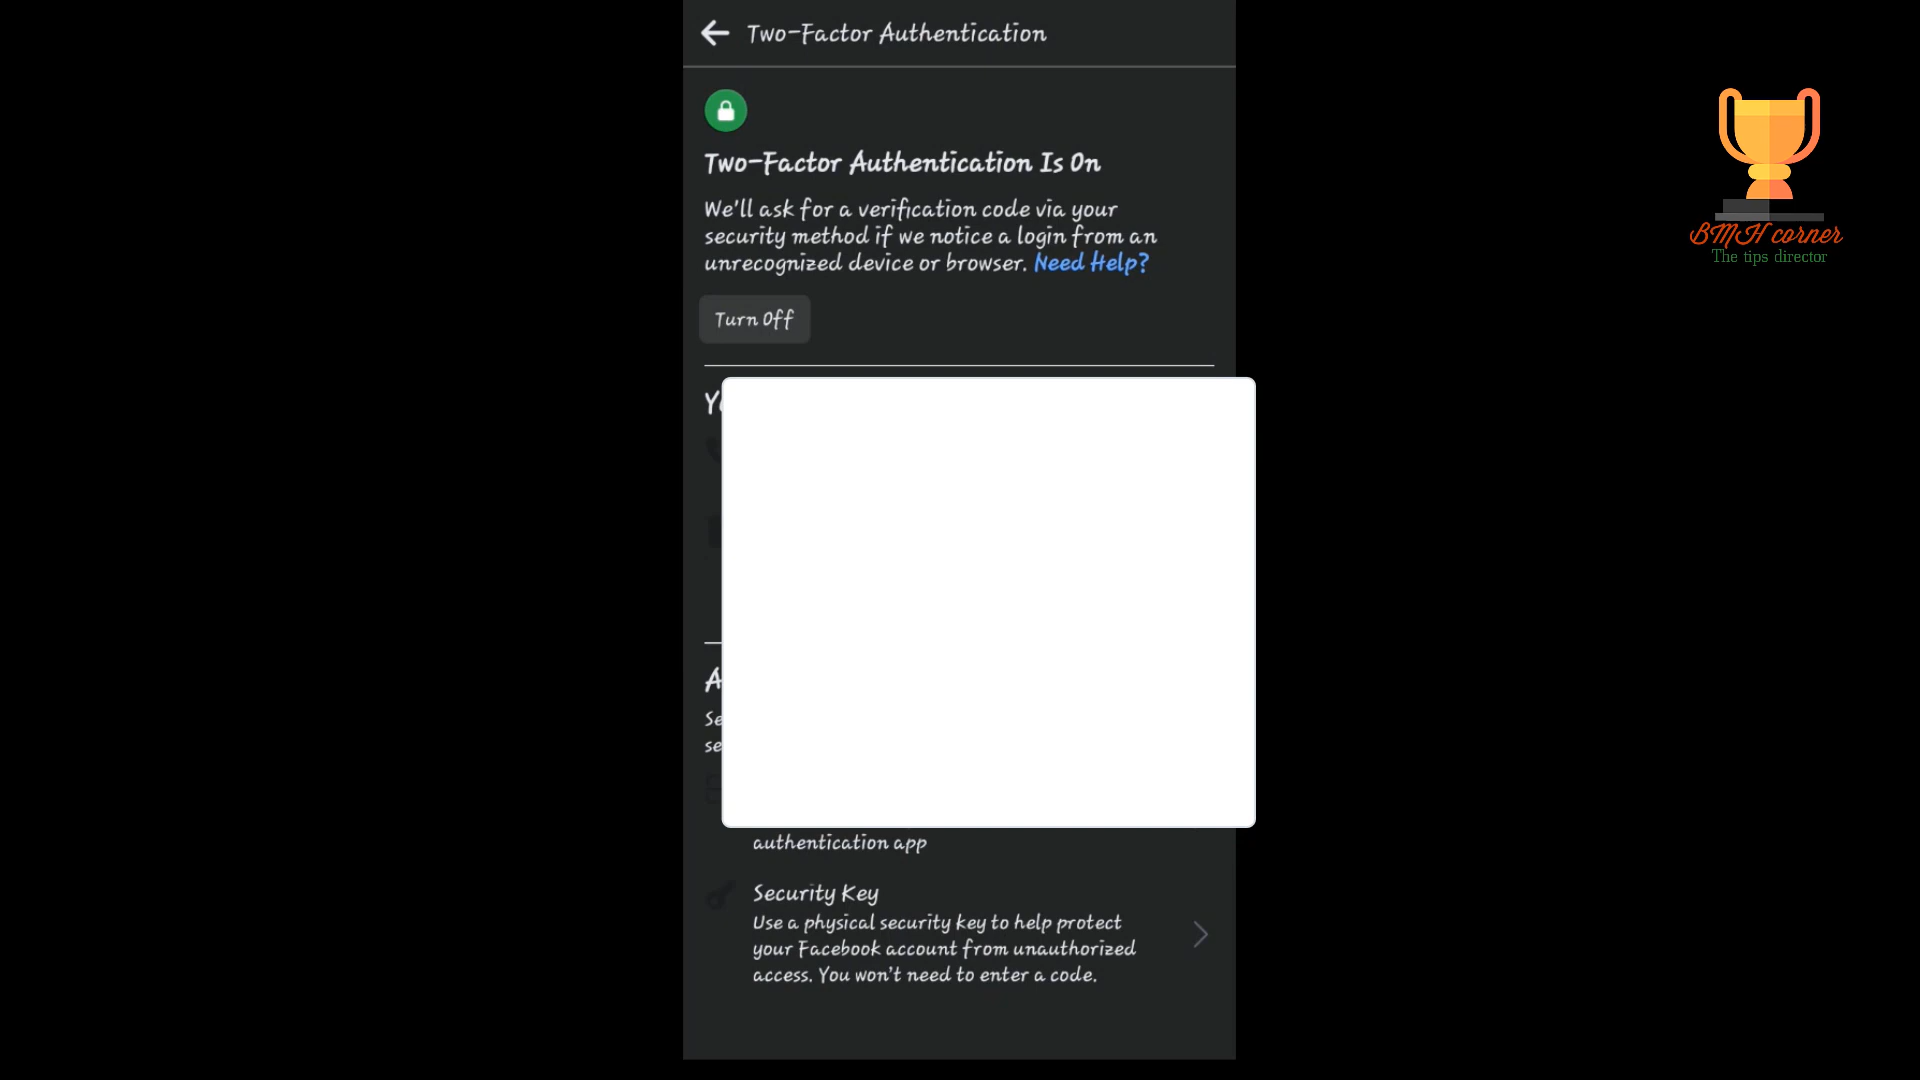 Two-Factor Authentication
Two-Factor Authentication Is On
We'll ask for a verification code via your
security method if we notice a login from an
unrecognized device or browser. Need Help?
Turn Off
authentication app
Security Key
Use a physical security key to help protect
your Facebook account from unauthorized
access. You won't need to enter a code.
BMH corner
The tips director